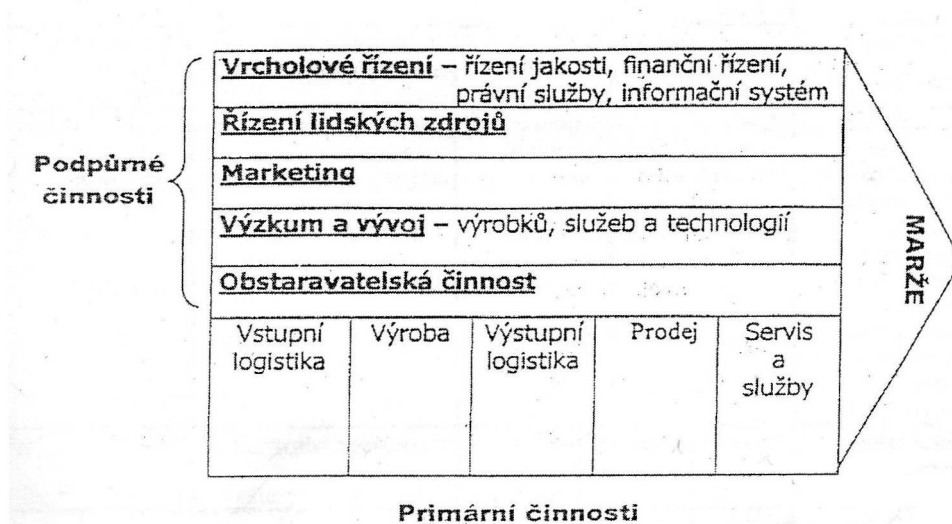 Vrcholové řízení – řízení jakosti, finanční řízení,
právní služby, informační systém
Řízení lidských zdrojů
Podpůrné
činnosti
Marketing
Výzkum a vývoj – výrobků, služeb a technologií
Obstaravatelská činnost
MARŽE
Vstupní
logistika
Výroba
Výstupní
logistika
Prodej
Servis
a
služby
Primární činnosti